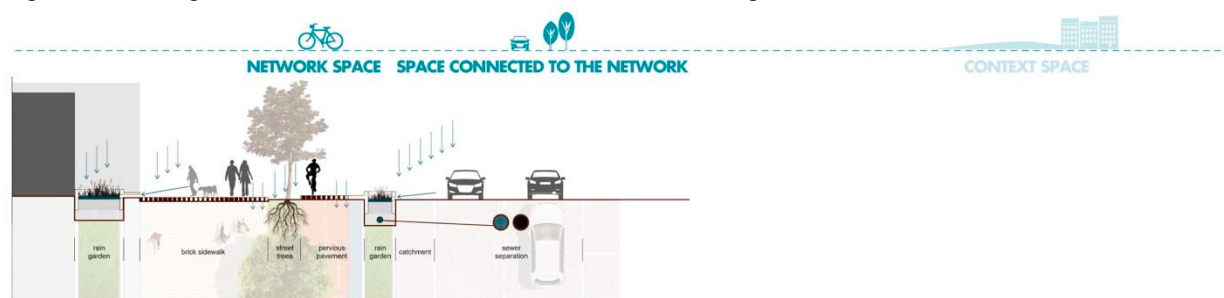 NETWORK SPACE SPACE CONNECTED TO THE NETWORK CONTEXT SPACE
rain garden
brick sidewalk
street trees
pervious pavement
rain garden
catchment
sewer separation